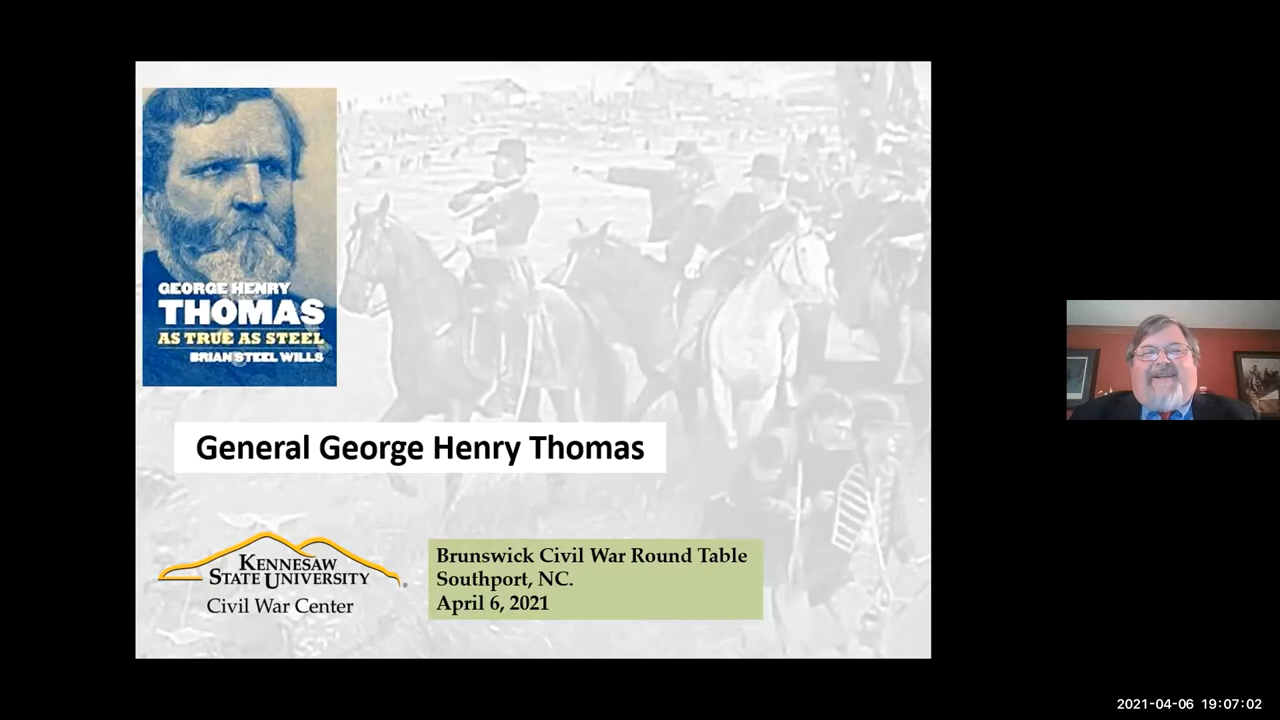 GEORGE HENRY
THOMAS
AS TRUE AS STEEL
BRIAN STEEL WILLS
General George Henry Thomas
KENNESAW
STATE UNIVERSITY
Civil War Center
Brunswick Civil War Round Table
Southport, NC.
April 6, 2021
2021-04-06 19:07:02